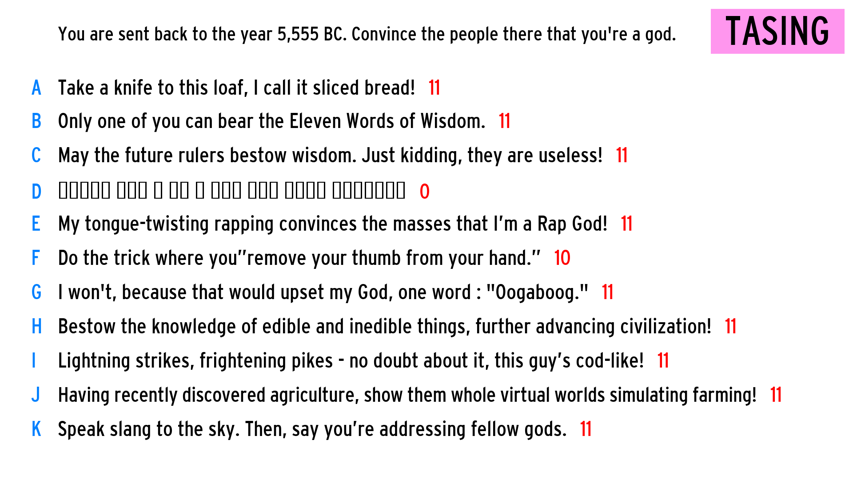 You are sent back to the year 5,555 BC. Convince the people there that you're a god.
TASING
A Take a knife to this loaf, I call it sliced bread! 11
B Only one of you can bear the Eleven Words of Wisdom. 11
C May the future rulers bestow wisdom. Just kidding, they are useless! 11
D 0
E My tongue-twisting rapping convinces the masses that I’m a Rap God! 11
F Do the trick where you”remove your thumb from your hand.” 10
G I won't, because that would upset my God, one word : "Oogaboog." 11
H Bestow the knowledge of edible and inedible things, further advancing civilization! 11
I Lightning strikes, frightening pikes - no doubt about it, this guy’s cod-like! 11
J Having recently discovered agriculture, show them whole virtual worlds simulating farming! 11
K Speak slang to the sky. Then, say you’re addressing fellow gods. 11